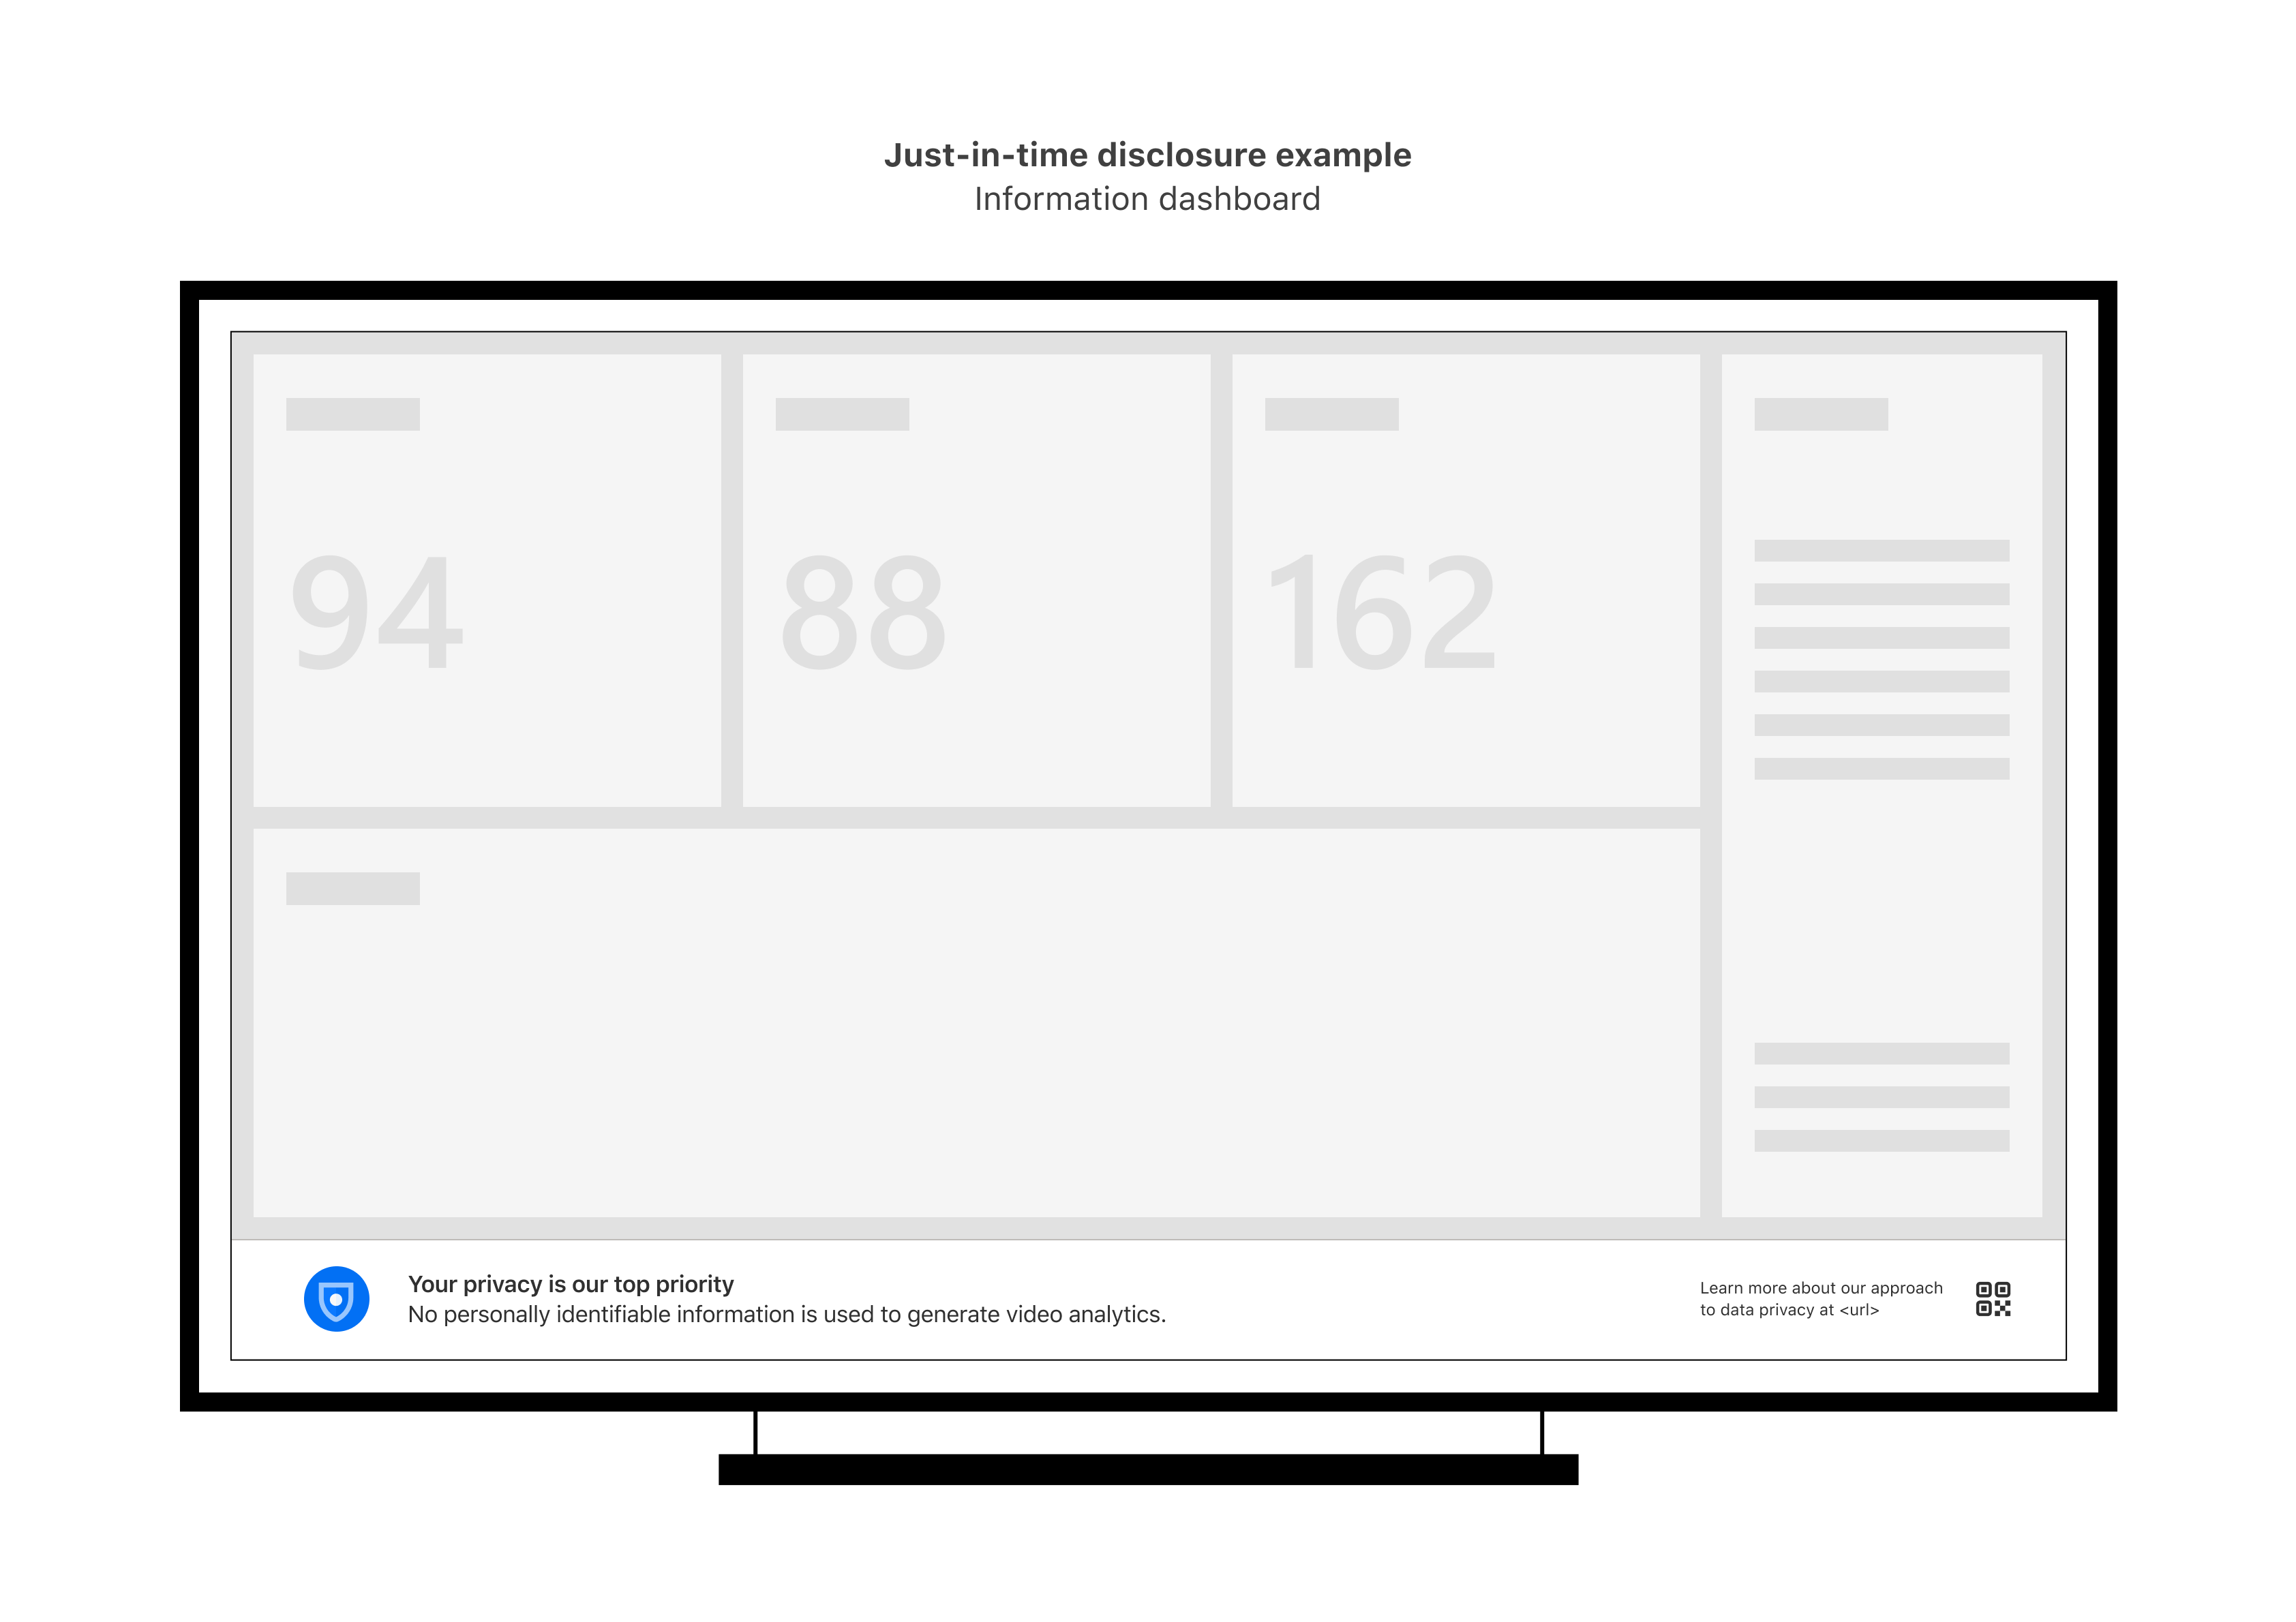 Just-in-time disclosure example
Information dashboard
94
88
162
Your privacy is our top priority
No personally identifiable information is used to generate video analytics.
Learn more about our approach
to data privacy at <url>